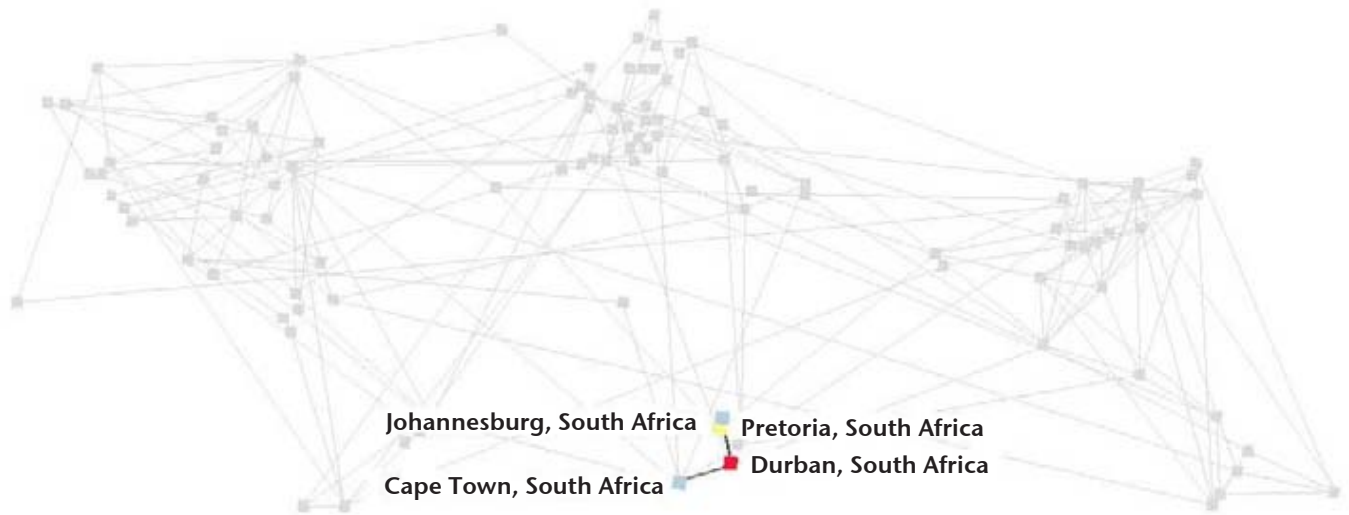 Johannesburg, South Africa
Pretoria, South Africa
Durban, South Africa
Cape Town, South Africa